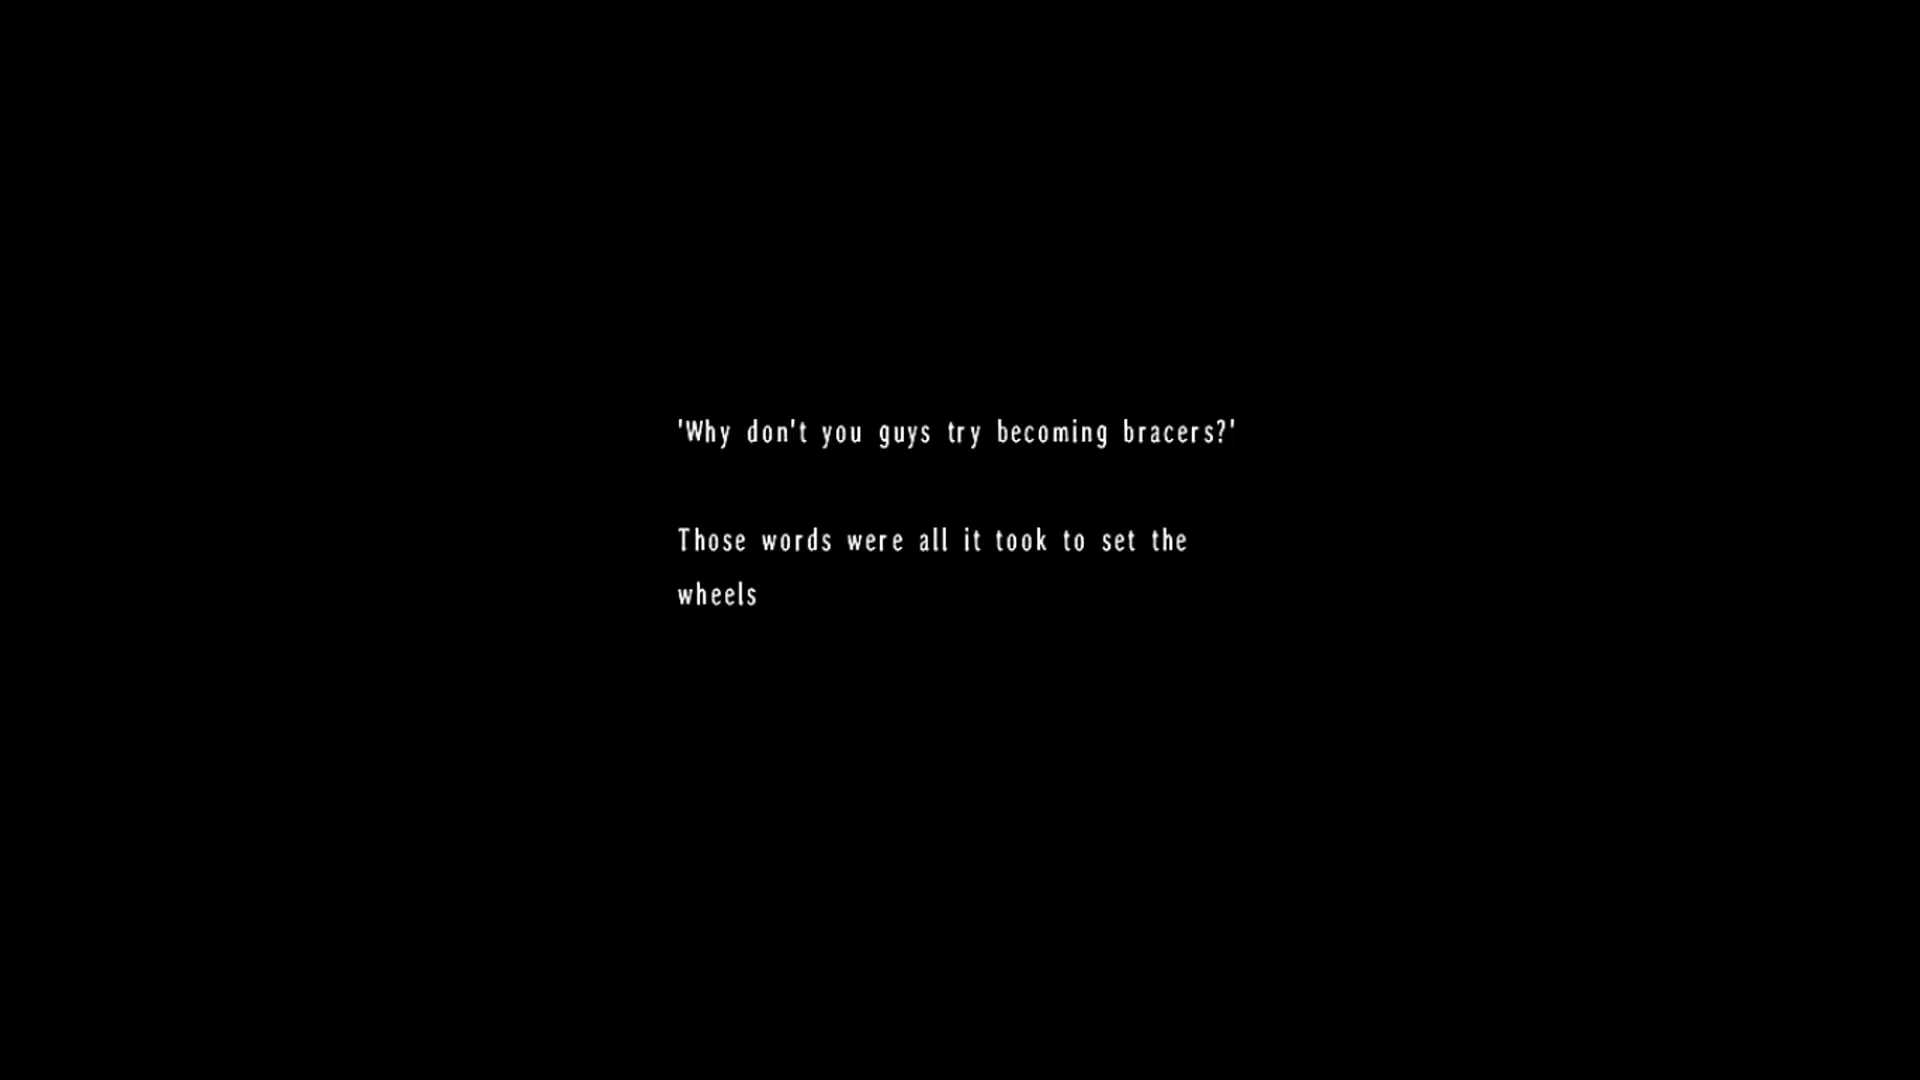 'Why don't you guys try becoming bracers?'
Those words were all it took to set the
wheels